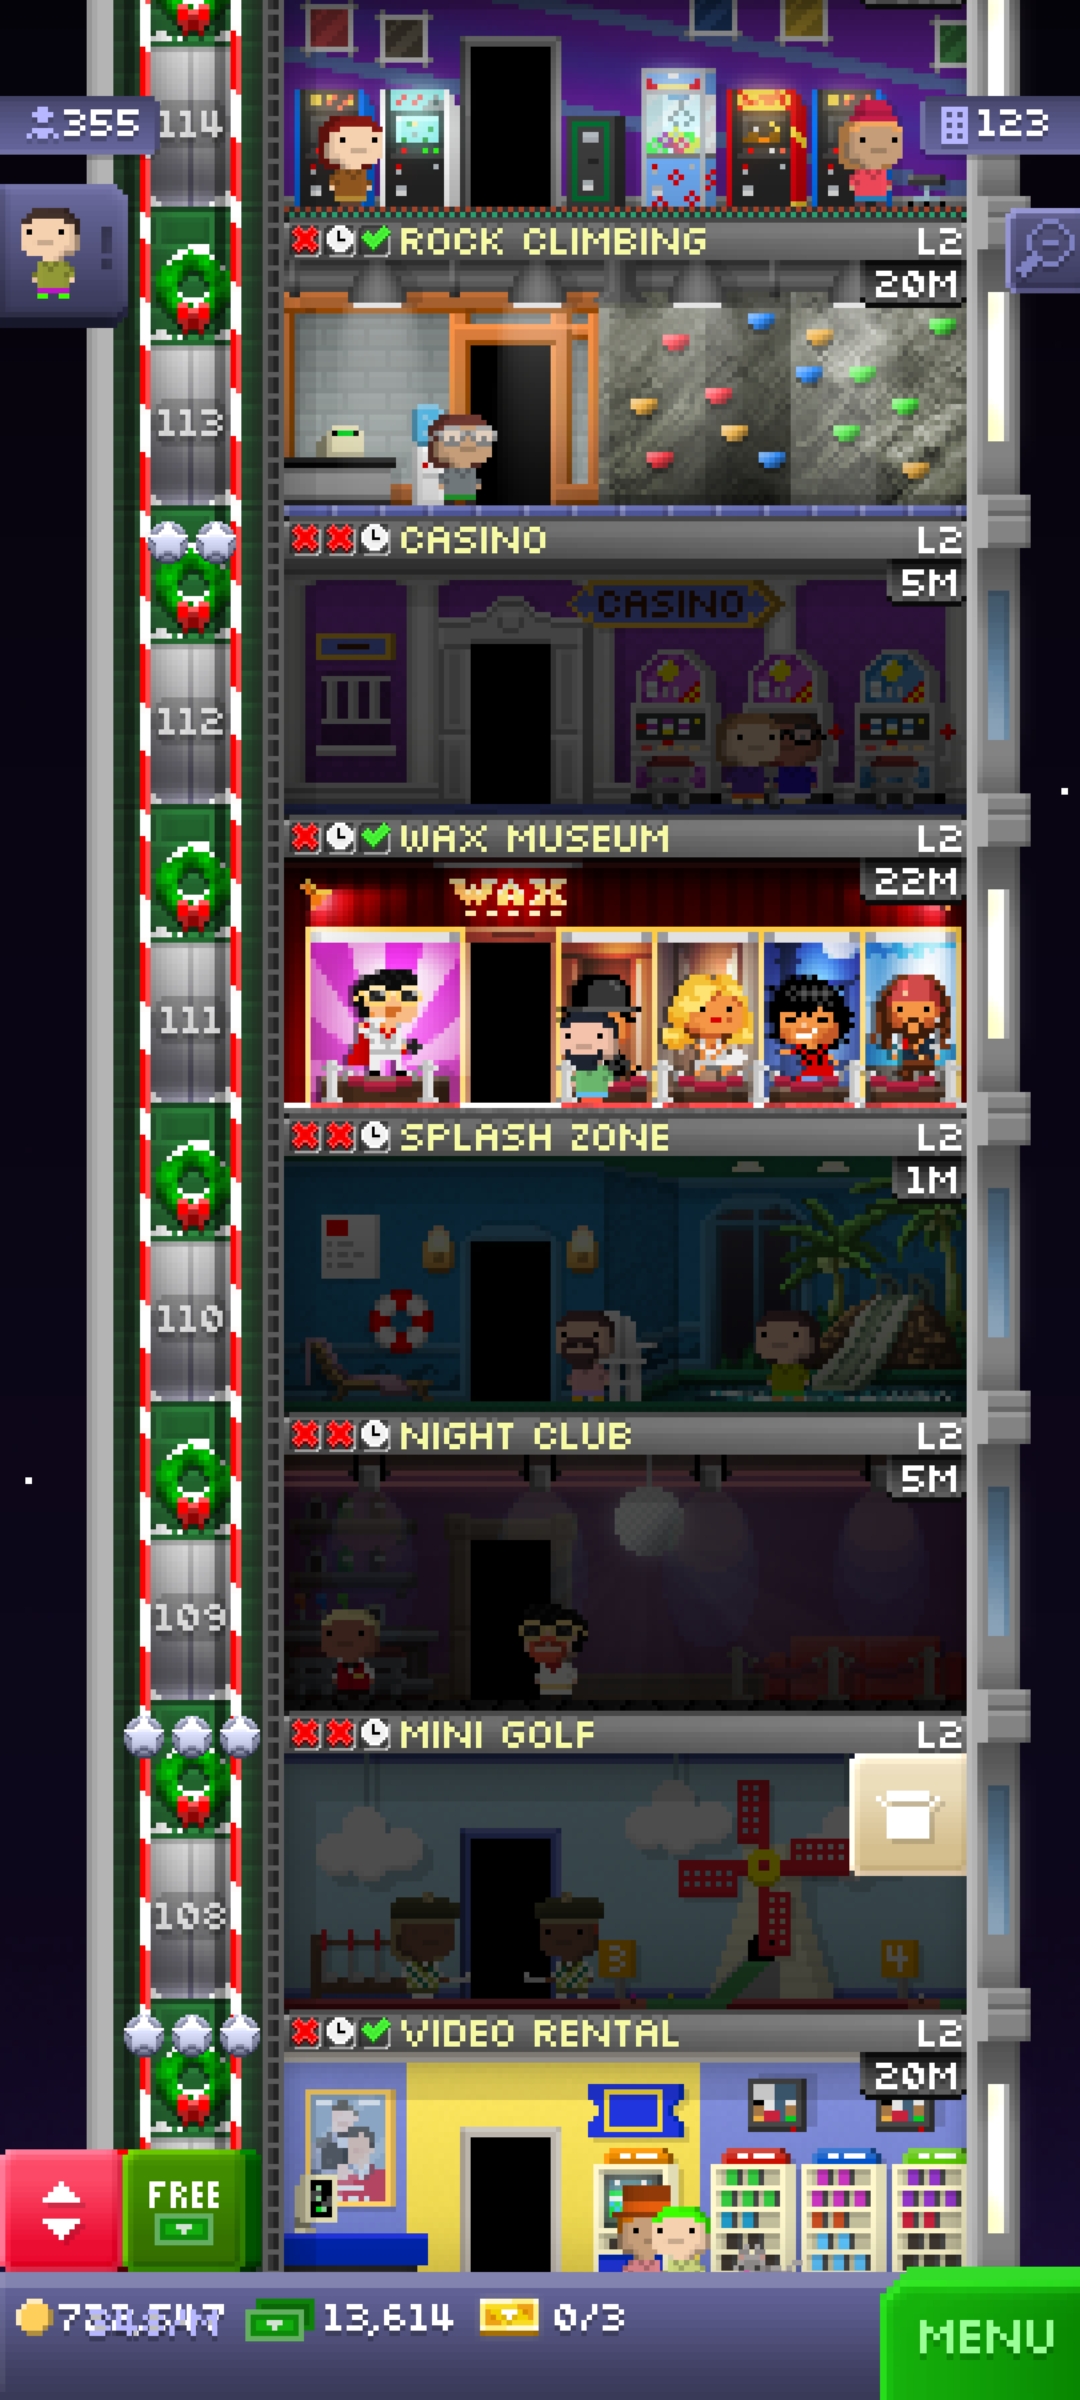 355
114
123
ROCK CLIMBING
L2
20M
113
CASINO
L2
5M
CASINO
112
WAX MUSEUM
L2
22M
WAX
111
SPLASH ZONE
L2
1M
110
NIGHT CLUB
L2
5M
109
MINI GOLF
L2
108
3
4
VIDEO RENTAL
L2
20M
FREE
13,614
0/3
MENU